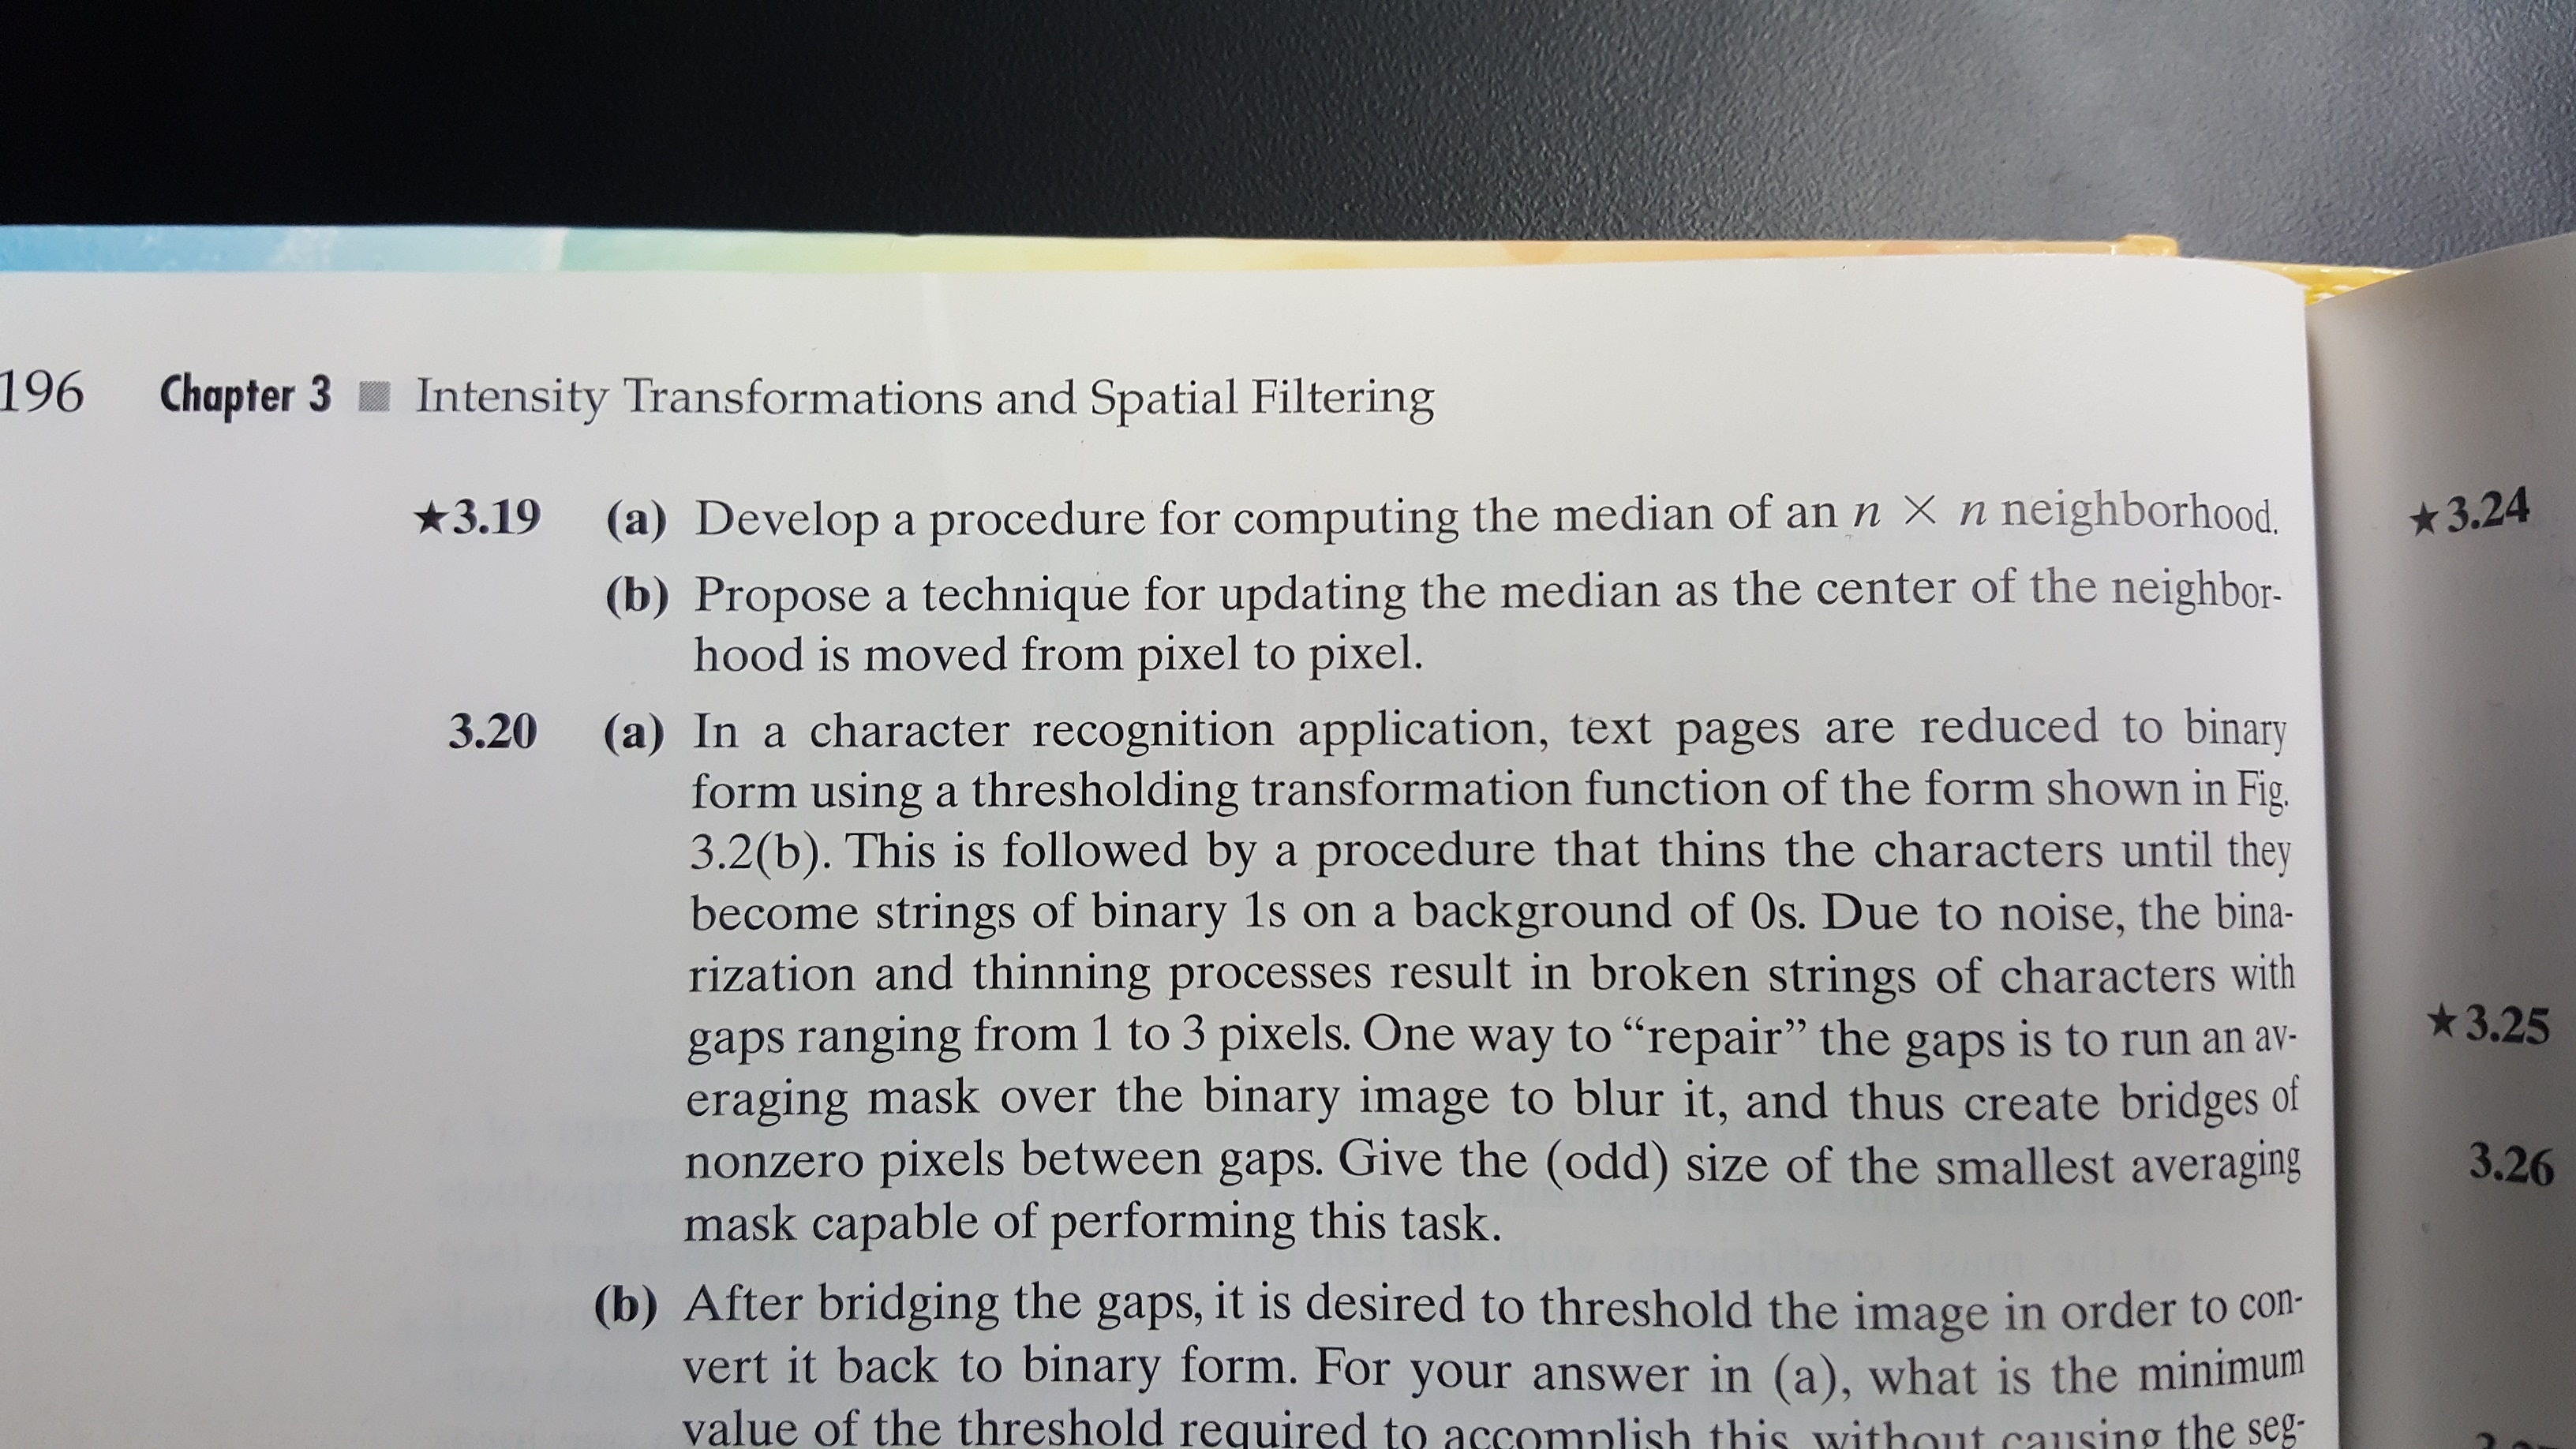 196 Chapter 3 ■ Intensity Transformations and Spatial Filtering
★3.19 (a) Develop a procedure for computing the median of an n × n neighborhood.
(b) Propose a technique for updating the median as the center of the neighbor-
hood is moved from pixel to pixel.
3.20 (a) In a character recognition application, text pages are reduced to binary
form using a thresholding transformation function of the form shown in Fig.
3.2(b). This is followed by a procedure that thins the characters until they
become strings of binary 1s on a background of 0s. Due to noise, the bina-
rization and thinning processes result in broken strings of characters with
gaps ranging from 1 to 3 pixels. One way to “repair” the gaps is to run an av-
eraging mask over the binary image to blur it, and thus create bridges of
nonzero pixels between gaps. Give the (odd) size of the smallest averaging
mask capable of performing this task.
(b) After bridging the gaps, it is desired to threshold the image in order to con-
vert it back to binary form. For your answer in (a), what is the minimum
value of the threshold required to accomplish this without causing the seg-
★3.24
★3.25
3.26